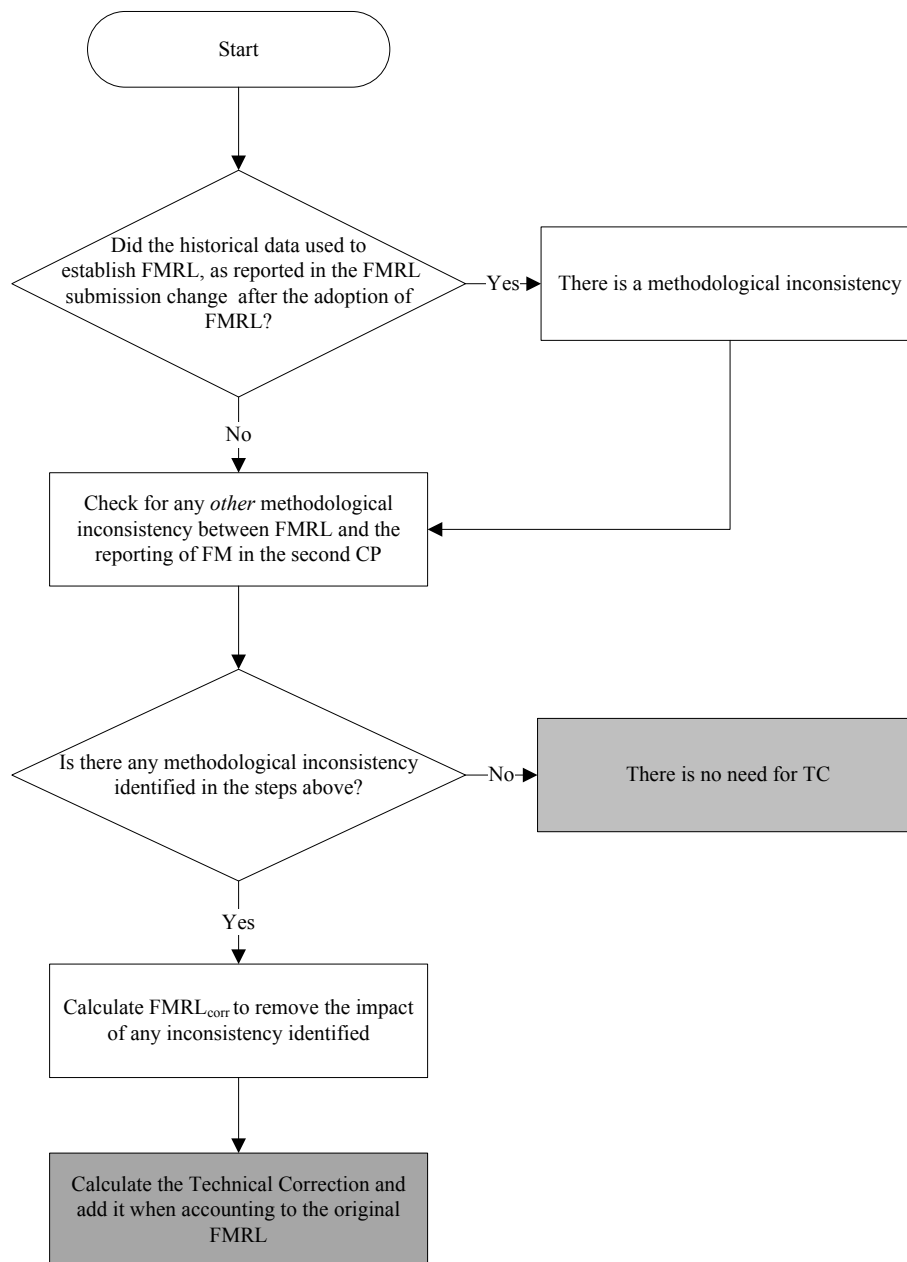 Start
Did the historical data used to
establish FMRL, as reported in the FMRL
submission change after the adoption of
FMRL?
Yes
There is a methodological inconsistency
No
Check for any other methodological
inconsistency between FMRL and the
reporting of FM in the second CP
Is there any methodological inconsistency
identified in the steps above?
No
There is no need for TC
Yes
Calculate FMRLcorr to remove the impact
of any inconsistency identified
Calculate the Technical Correction and
add it when accounting to the original
FMRL